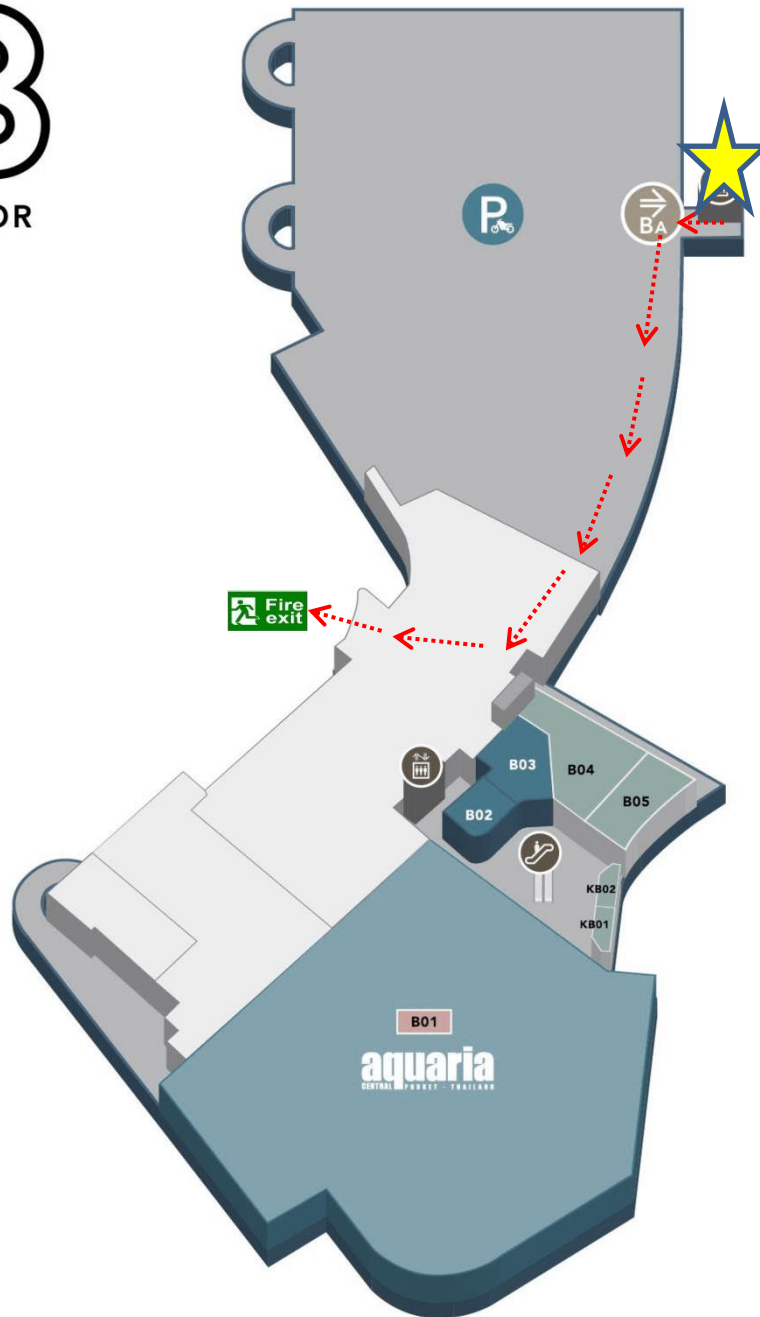 B
OR
P
BA
Fire
exit
B03
B04
B05
B02
KB02
KB01
B01
aquaria
CENTRAL PHUKET - THAILAND